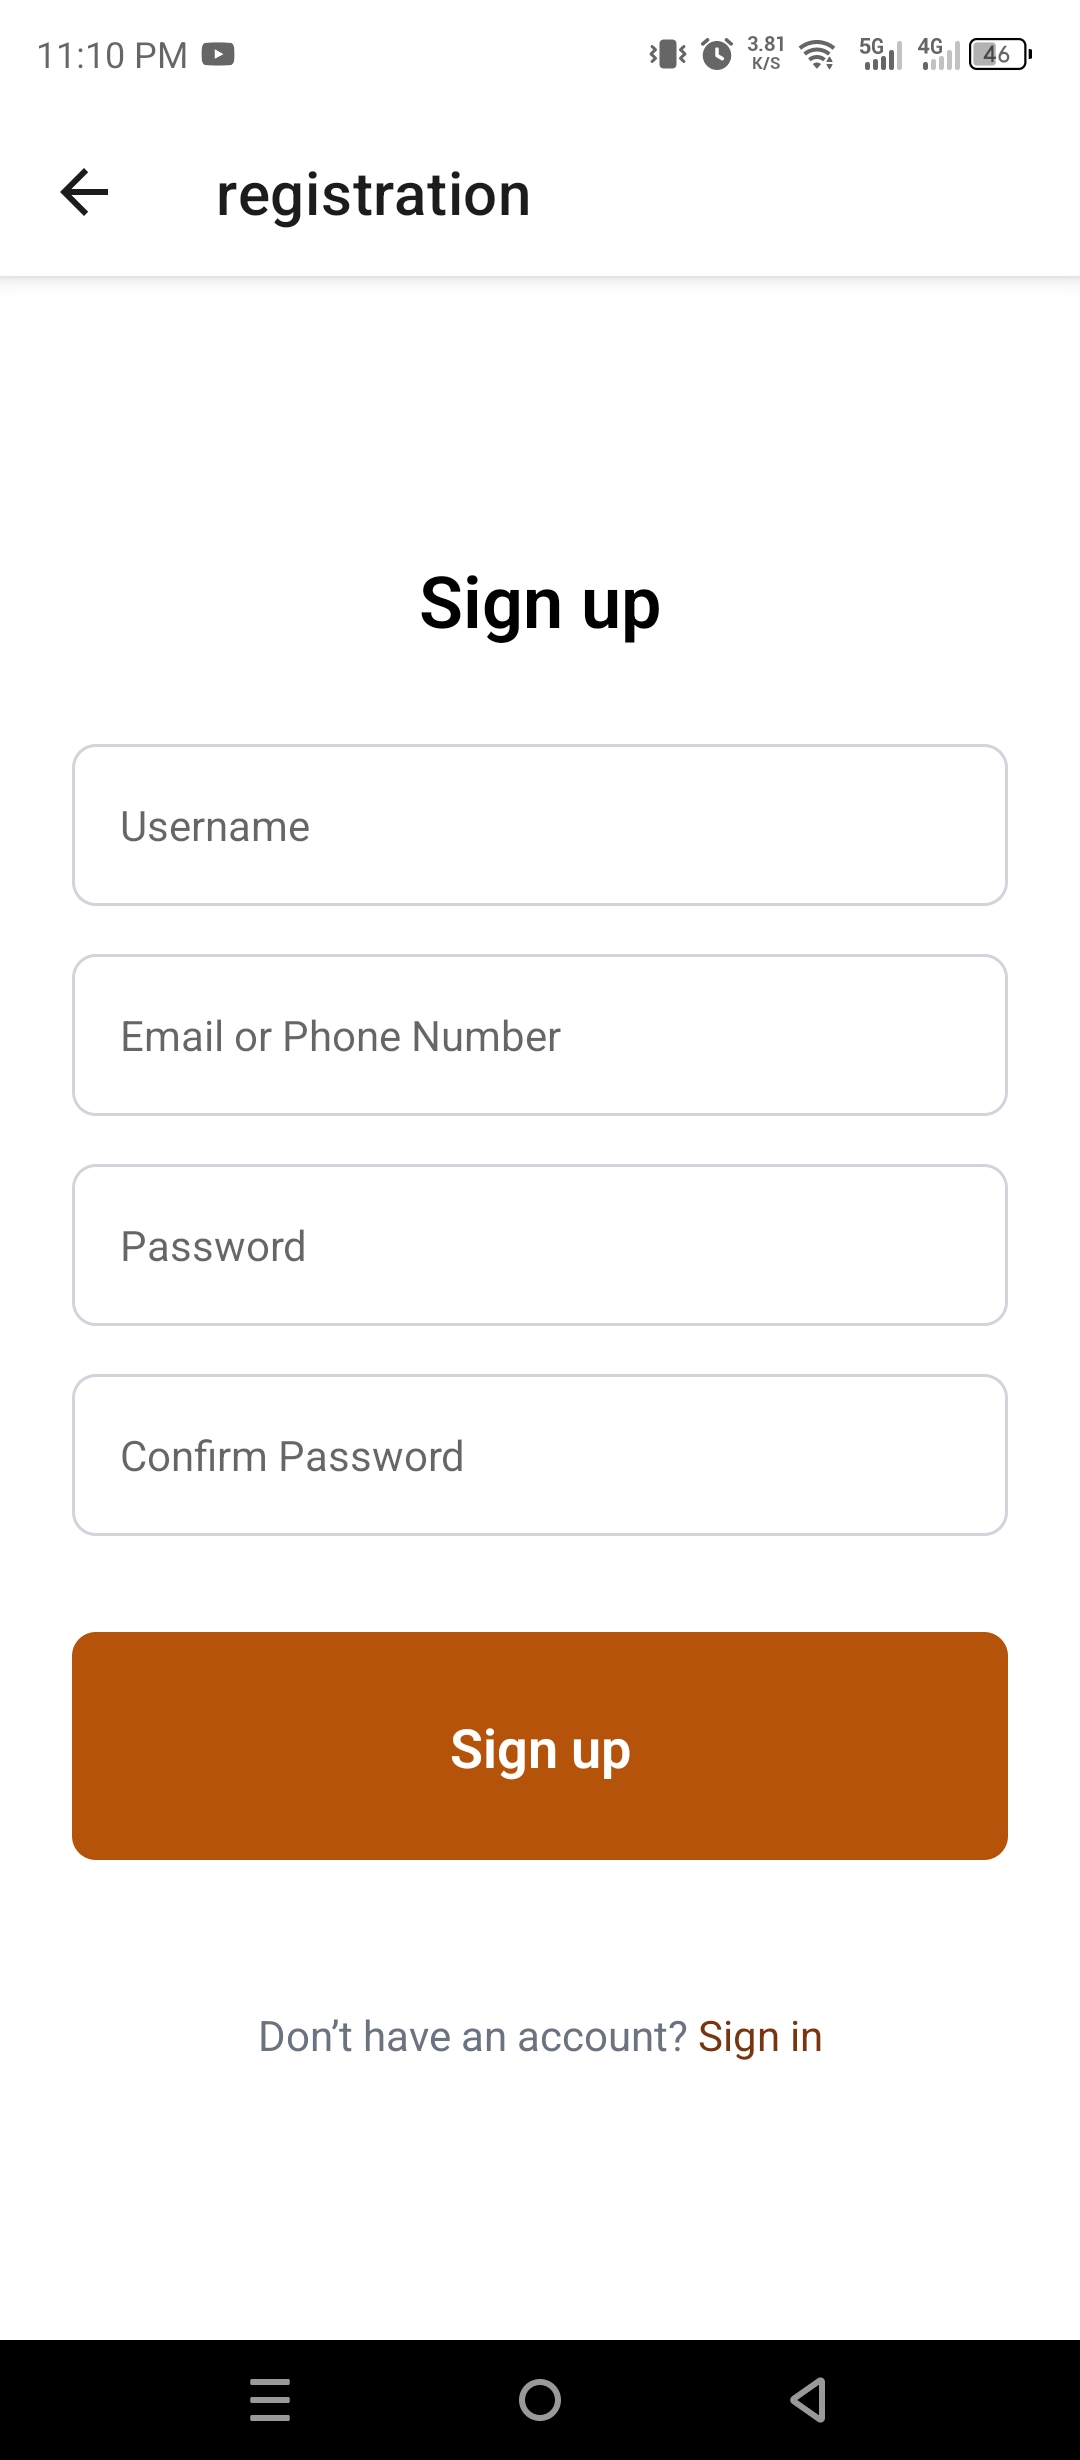 11:10 PM
3.81 K/S 5G 4G 46
registration
Sign up
Username
Email or Phone Number
Password
Confirm Password
Sign up
Don’t have an account? Sign in